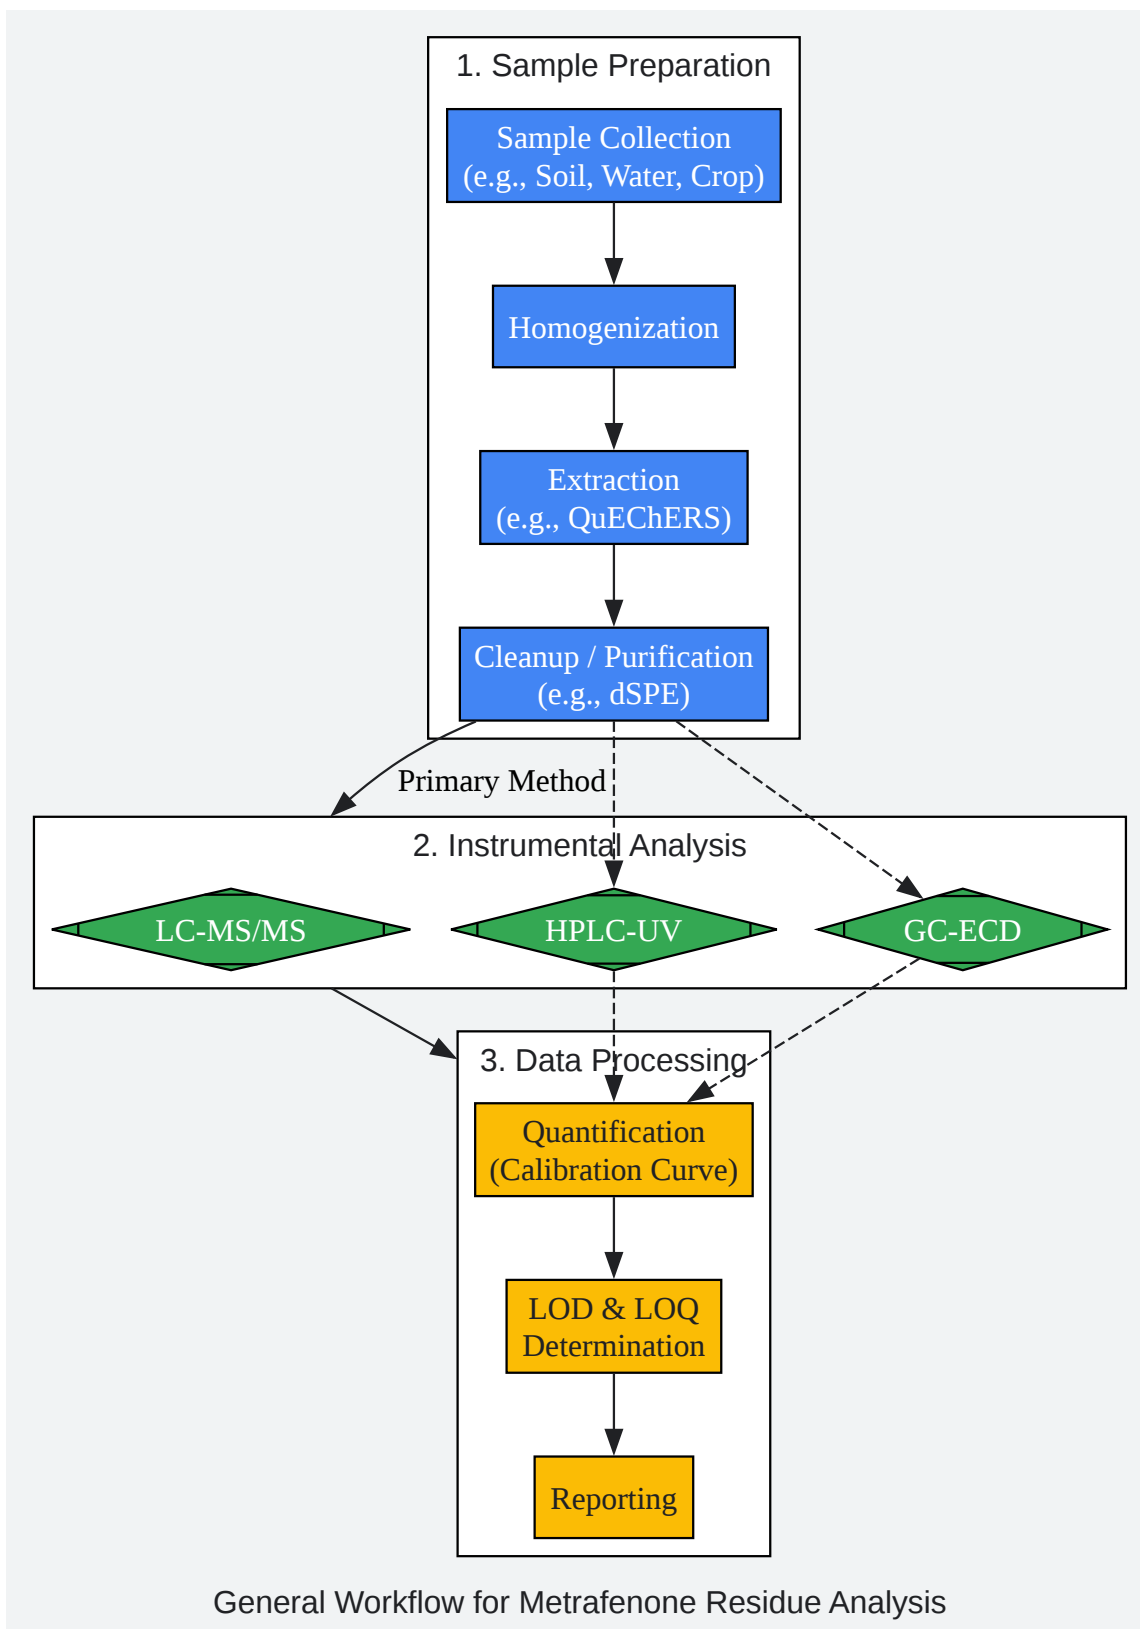 1. Sample Preparation
Sample Collection
(e.g., Soil, Water, Crop)
Homogenization
Extraction
(e.g., QuEChERS)
Cleanup / Purification
(e.g., dSPE)
Primary Method
2. Instrumental Analysis
LC-MS/MS
HPLC-UV
GC-ECD
3. Data Processing
Quantification
(Calibration Curve)
LOD & LOQ
Determination
Reporting
General Workflow for Metrafenone Residue Analysis